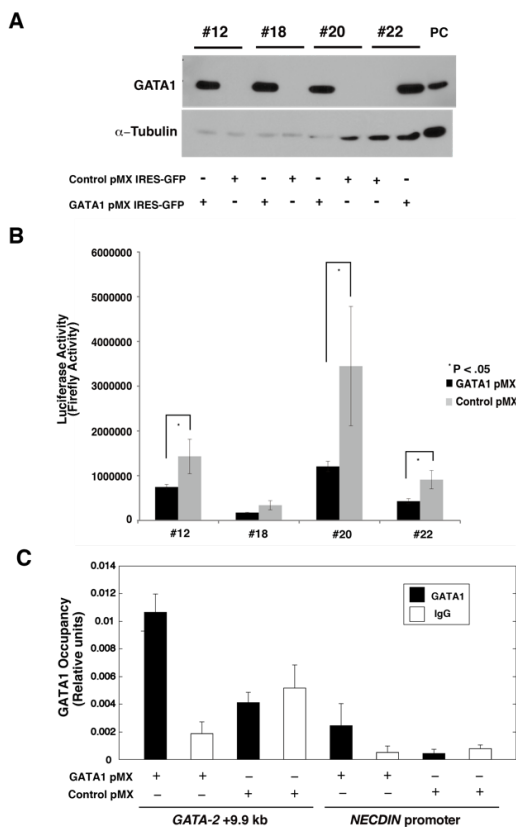 A
#12 #18 #20 #22 PC
GATA1
α–Tubulin
Control pMX IRES-GFP – + – + – + + –
GATA1 pMX IRES-GFP + – + – + – – +
B
6000000
5000000
4000000
3000000
2000000
1000000
0
Luciferase Activity
(Firefly Activity)
* * *
* P < .05
GATA1 pMX
Control pMX
#12 #18 #20 #22
C
0.014
0.012
0.01
0.008
0.006
0.004
0.002
0
GATA1 Occupancy
(Relative units)
GATA1
IgG
GATA1 pMX + + – – + + – –
Control pMX – – + + – – + +
GATA-2 +9.9 kb NECDIN promoter